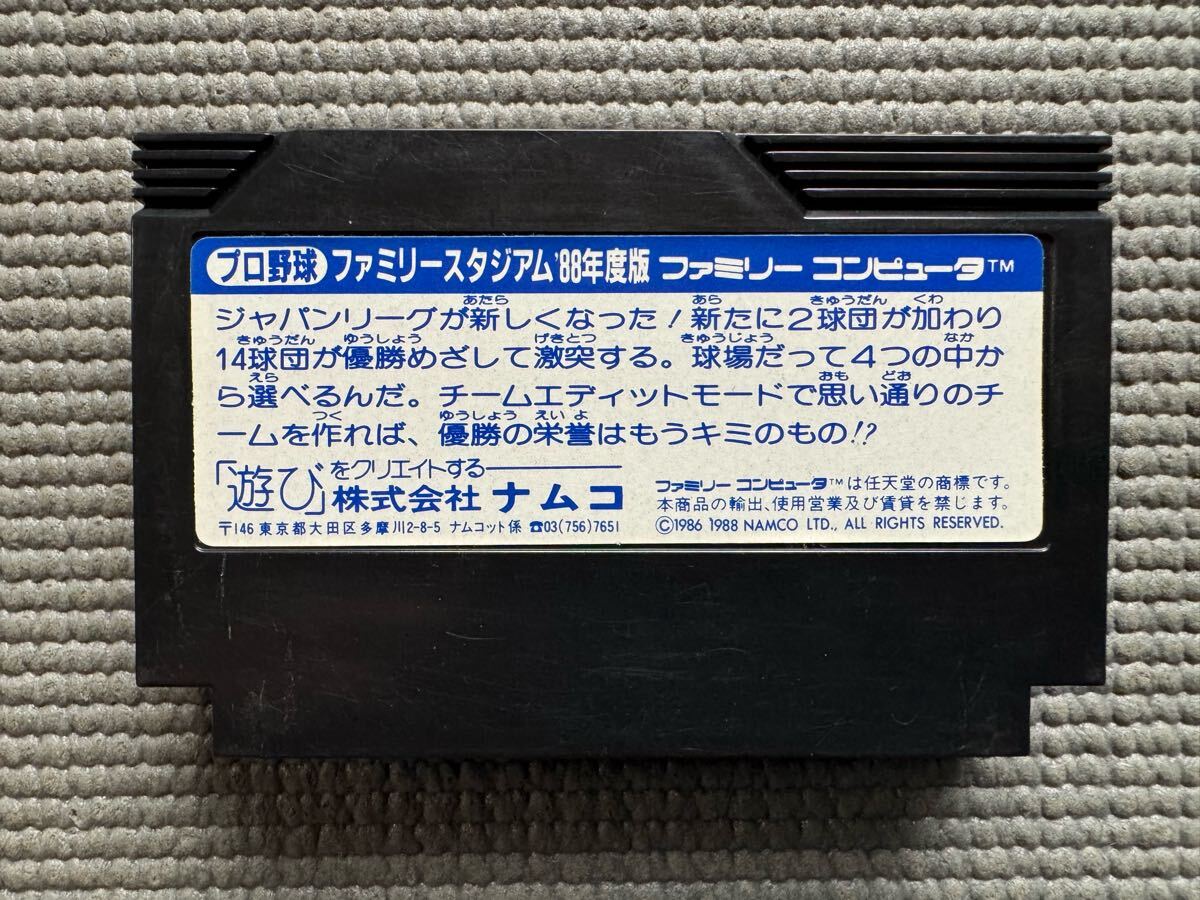 プロ野球 ファミリースタジアム'88年度版 ファミリー コンピュータ™
ジャパンリーグが新しくなった!新たに2球団が加わり
14球団が優勝めざして激突する。球場だって4つの中か
ら選べるんだ。チームエディットモードで思い通りのチ
ームを作れば、優勝の栄誉はもうキミのもの!?
「遊び」をクリエイトする
株式会社 ナムコ
〒146 東京都大田区多摩川2-8-5 ナムコット係 ☎03(756)7651
ファミリー コンピュータ™は任天堂の商標です。
本商品の輸出、使用営業及び賃貸を禁じます。
©1986 1988 NAMCO LTD., ALL RIGHTS RESERVED.